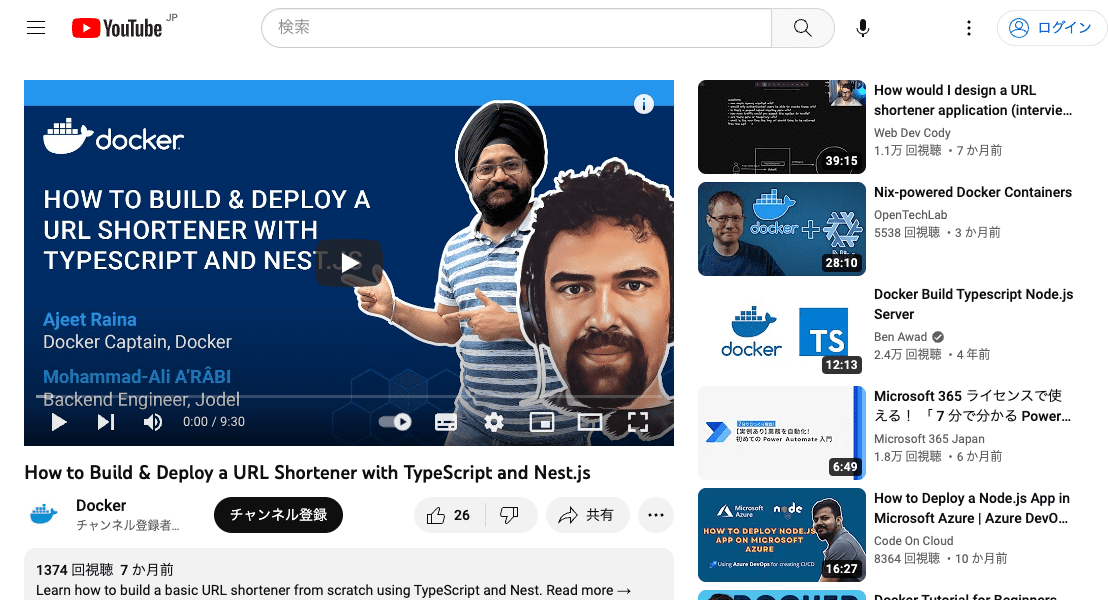 YouTube JP
検索
ログイン
docker
HOW TO BUILD & DEPLOY A
URL SHORTENER WITH
TYPESCRIPT AND NEST.JS
Ajeet Raina
Docker Captain, Docker
Mohammad-Ali A'RÂBI
Backend Engineer, Jodel
0:00 / 9:30
How to Build & Deploy a URL Shortener with TypeScript and Nest.js
Docker
チャンネル登録者...
チャンネル登録
26
共有
1374 回視聴 7 か月前
Learn how to build a basic URL shortener from scratch using TypeScript and Nest. Read more →
39:15
How would I design a URL
shortener application (intervie...
Web Dev Cody
1.1万 回視聴 ・7 か月前
docker
28:10
Nix-powered Docker Containers
OpenTechLab
5538 回視聴 ・3 か月前
docker
TS
12:13
Docker Build Typescript Node.js
Server
Ben Awad
2.4万 回視聴 ・4 年前
【実例あり】業務を自動化!
初めての Power Automate 入門
6:49
Microsoft 365 ライセンスで使
える! 「 7 分で分かる Power...
Microsoft 365 Japan
1.8万 回視聴 ・6 か月前
Microsoft
Azure
node
HOW TO DEPLOY NODE.JS
APP ON MICROSOFT
AZURE
Using Azure DevOps for creating CI/CD
16:27
How to Deploy a Node.js App in
Microsoft Azure | Azure DevO...
Code On Cloud
8364 回視聴 ・10 か月前
Docker Tutorial for Beginners